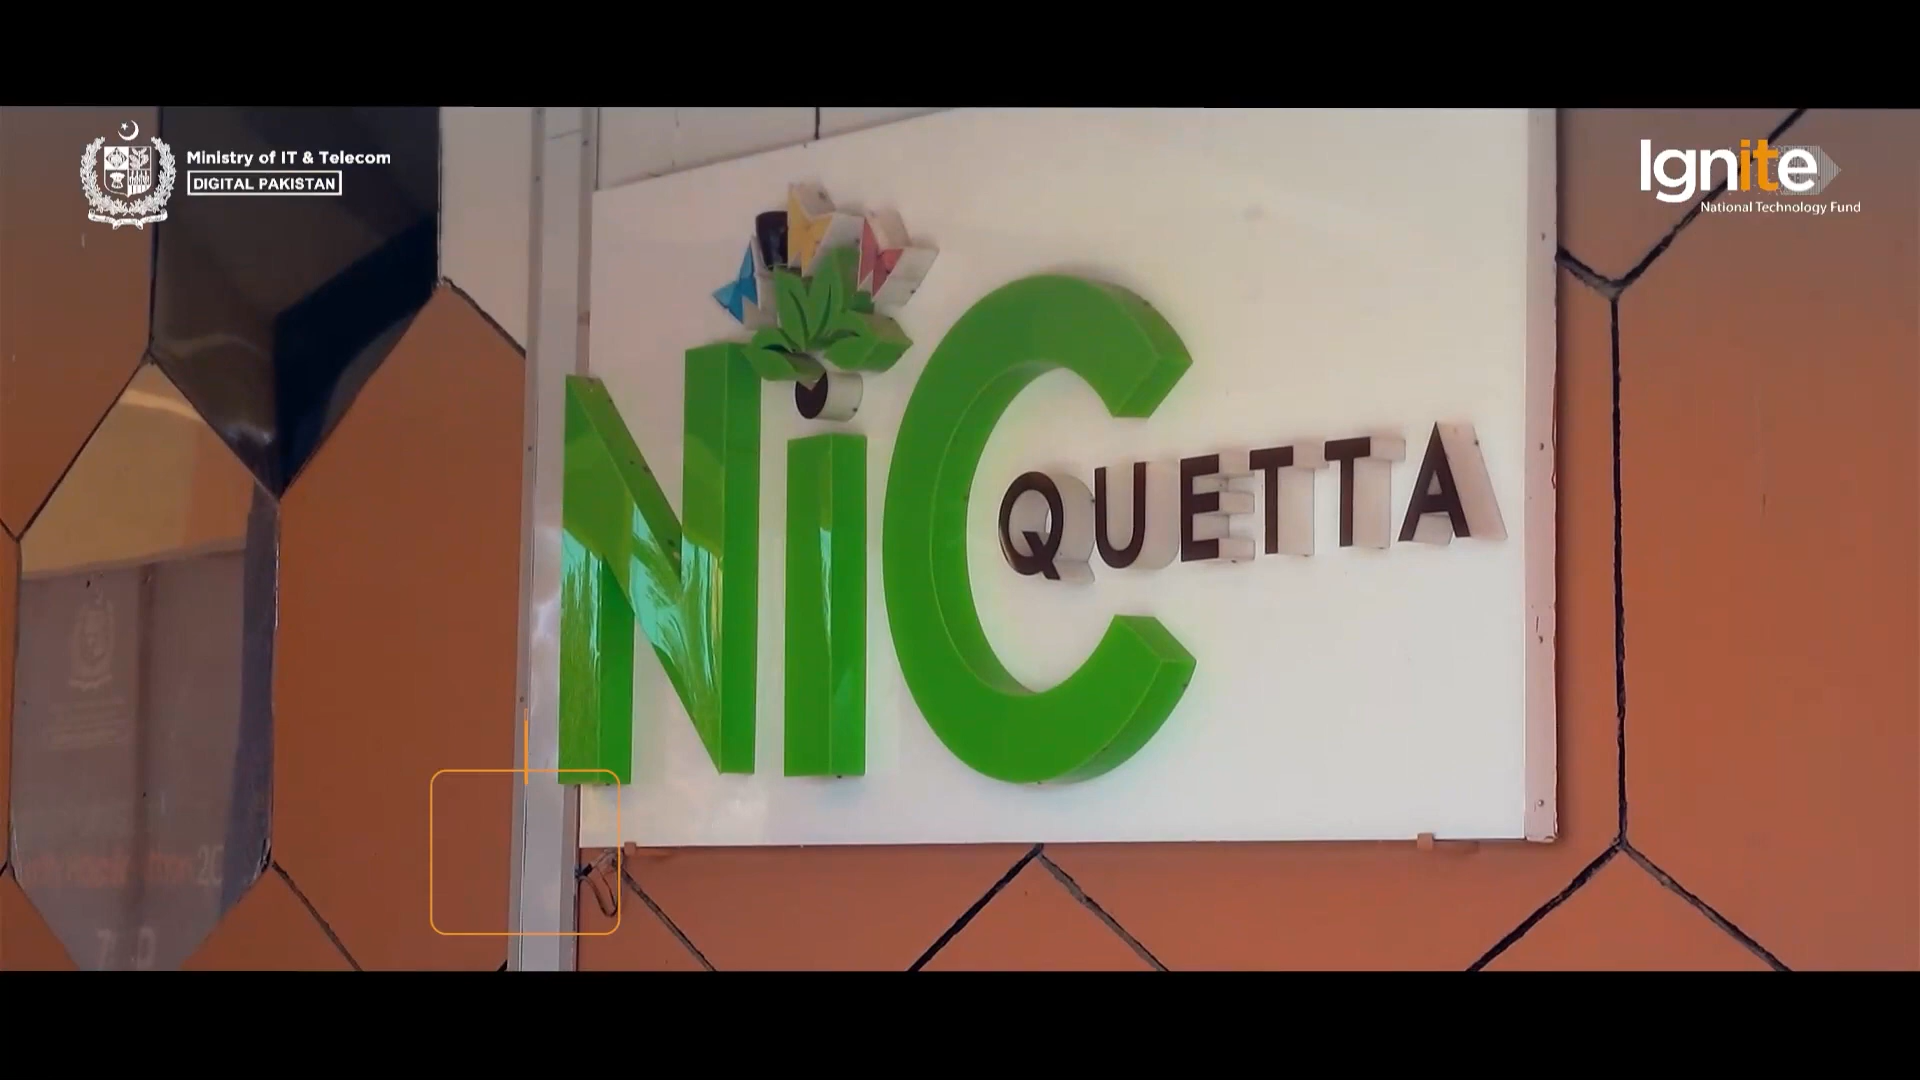 Ministry of IT & Telecom
DIGITAL PAKISTAN
Ignite
National Technology Fund
NiC
QUETTA